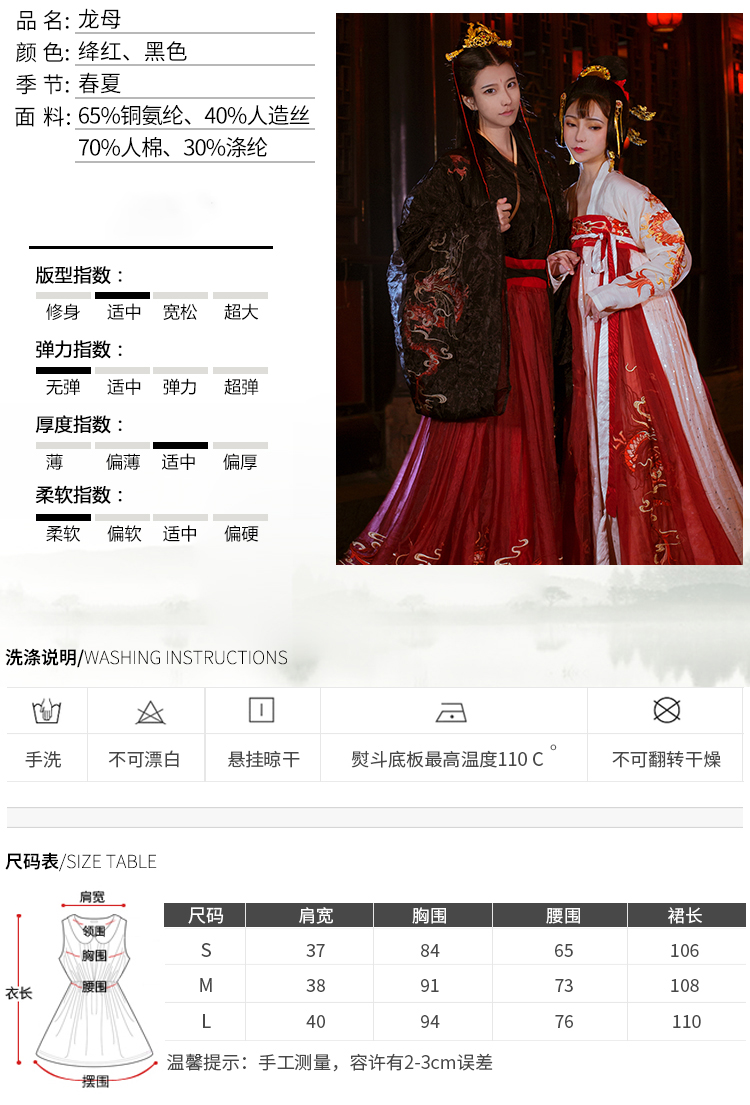 品 名: 龙母
颜 色: 绛红、黑色
季 节: 春夏
面 料: 65%铜氨纶、40%人造丝
70%人棉、30%涤纶
版型指数：
修身 适中 宽松 超大
弹力指数：
无弹 适中 弹力 超弹
厚度指数：
薄 偏薄 适中 偏厚
柔软指数：
柔软 偏软 适中 偏硬
洗涤说明/WASHING INSTRUCTIONS
手洗 不可漂白 悬挂晾干 熨斗底板最高温度110 C° 不可翻转干燥
尺码表/SIZE TABLE
肩宽
领围
胸围
腰围
衣长
摆围
尺码 肩宽 胸围 腰围 裙长
S 37 84 65 106
M 38 91 73 108
L 40 94 76 110
温馨提示：手工测量，容许有2-3cm误差